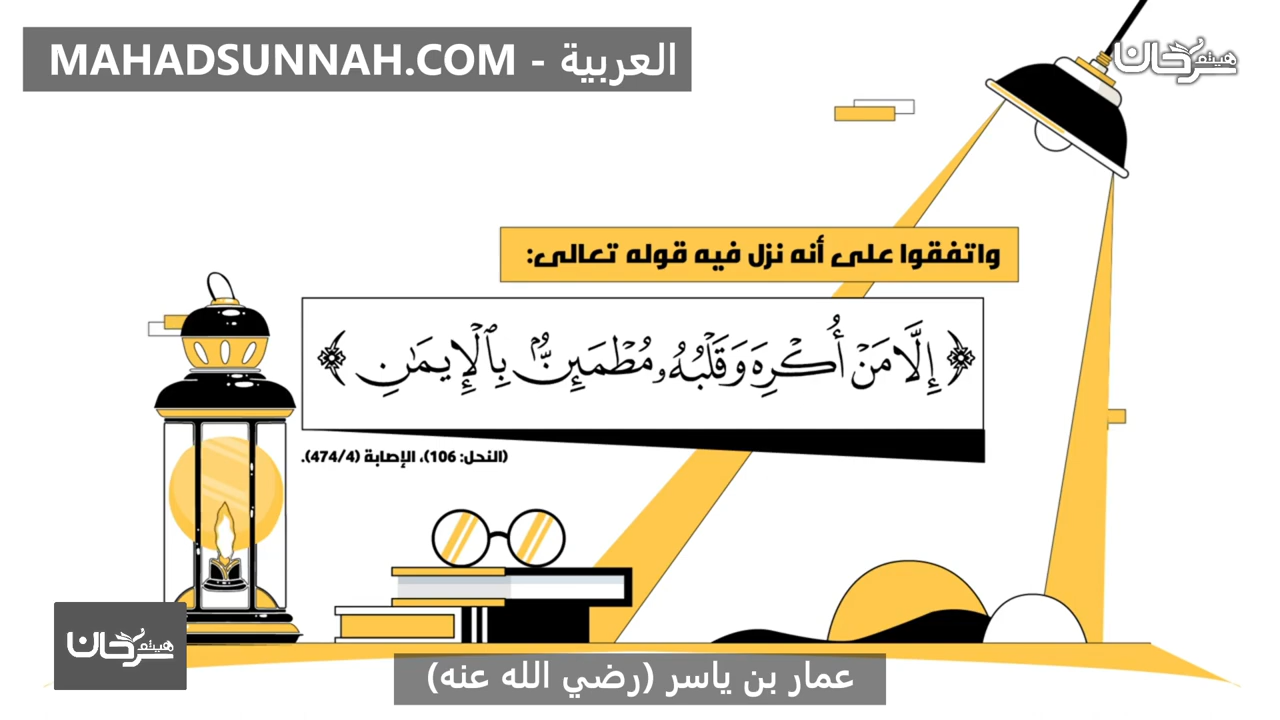 MAHADSUNNAH.COM - العربية
هيثم سرحان
واتفقوا على أنه نزل فيه قوله تعالى:
﴿إِلَّا مَنْ أُكْرِهَ وَقَلْبُهُۥ مُطْمَئِنٌّۢ بِٱلْإِيمَٰنِ﴾
(النحل: 106)، الإصابة (474/4).
هيثم سرحان
عمار بن ياسر (رضي الله عنه)